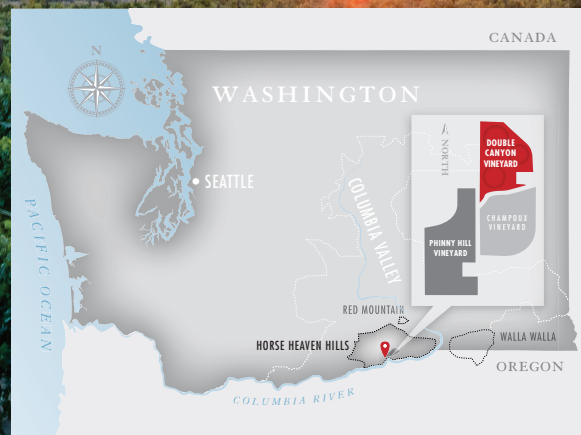 CANADA
N
WASHINGTON
SEATTLE
PACIFIC OCEAN
COLUMBIA VALLEY
NORTH
DOUBLE
CANYON
VINEYARD
CHAMPOUX
VINEYARD
PHINNY HILL
VINEYARD
RED MOUNTAIN
HORSE HEAVEN HILLS
WALLA WALLA
OREGON
COLUMBIA RIVER